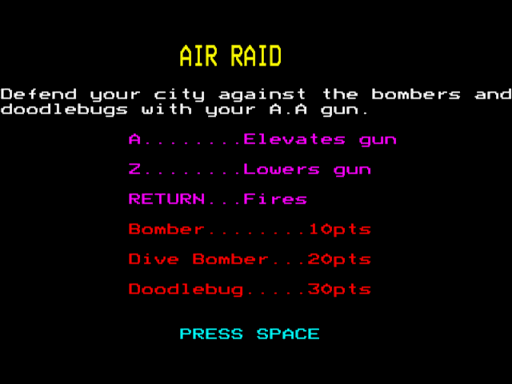 AIR RAID
Defend your city against the bombers and
doodlebugs with your A.A gun.
A........Elevates gun
Z........Lowers gun
RETURN...Fires
Bomber........10pts
Dive Bomber...20pts
Doodlebug.....30pts
PRESS SPACE